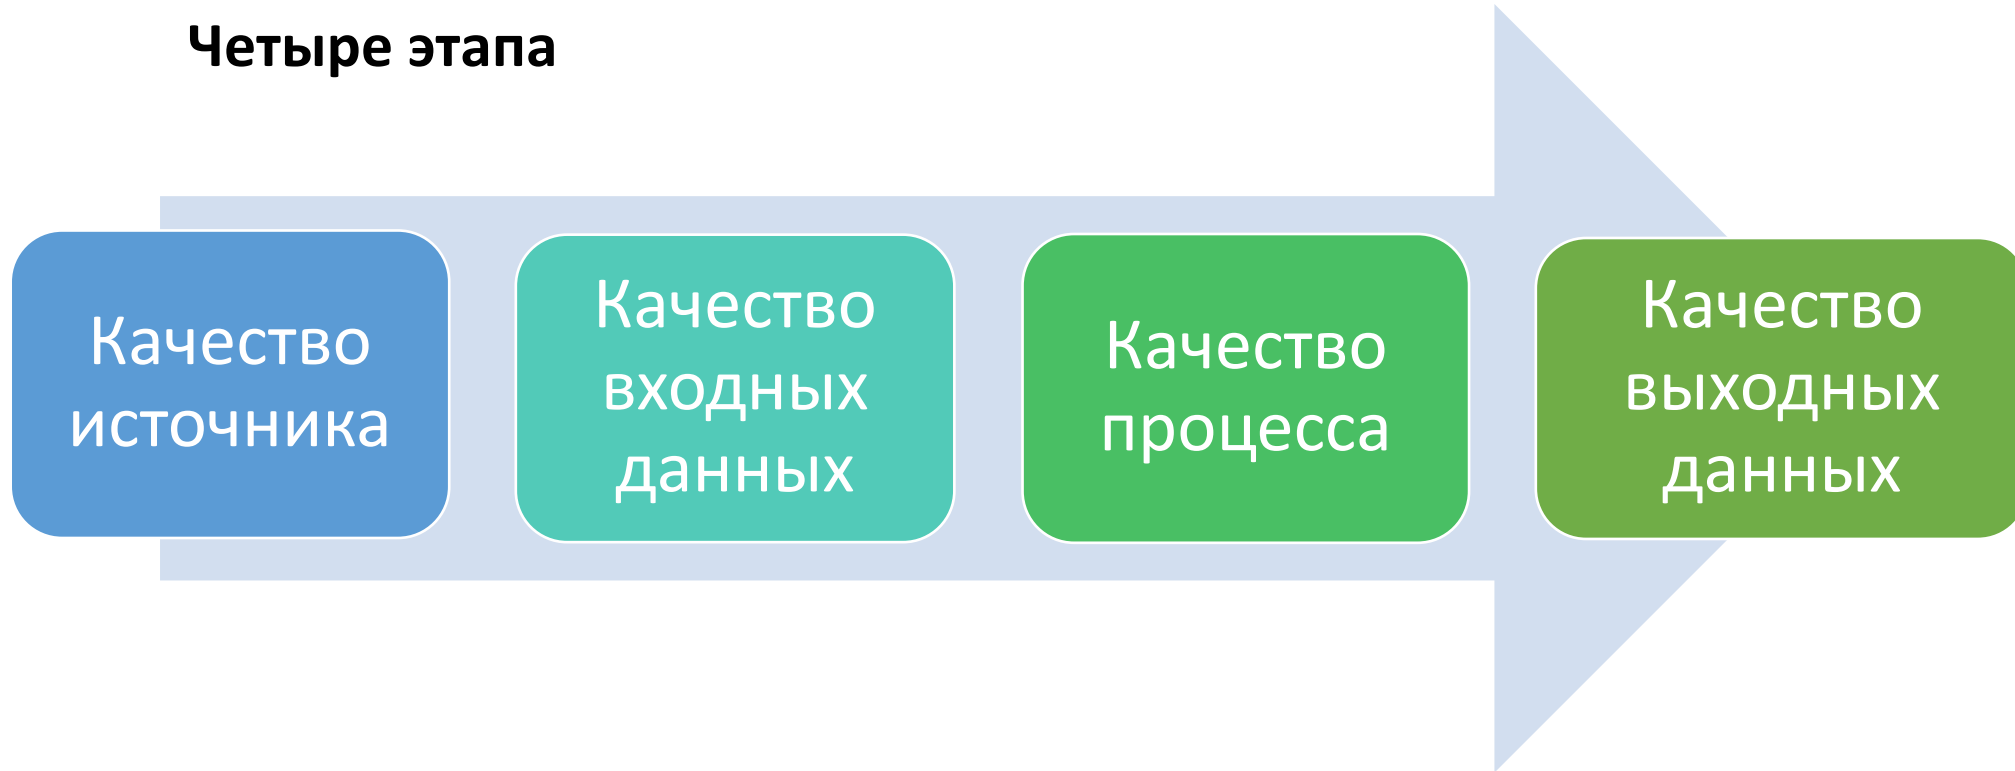 Четыре этапа
Качество
источника
Качество
входных
данных
Качество
процесса
Качество
выходных
данных